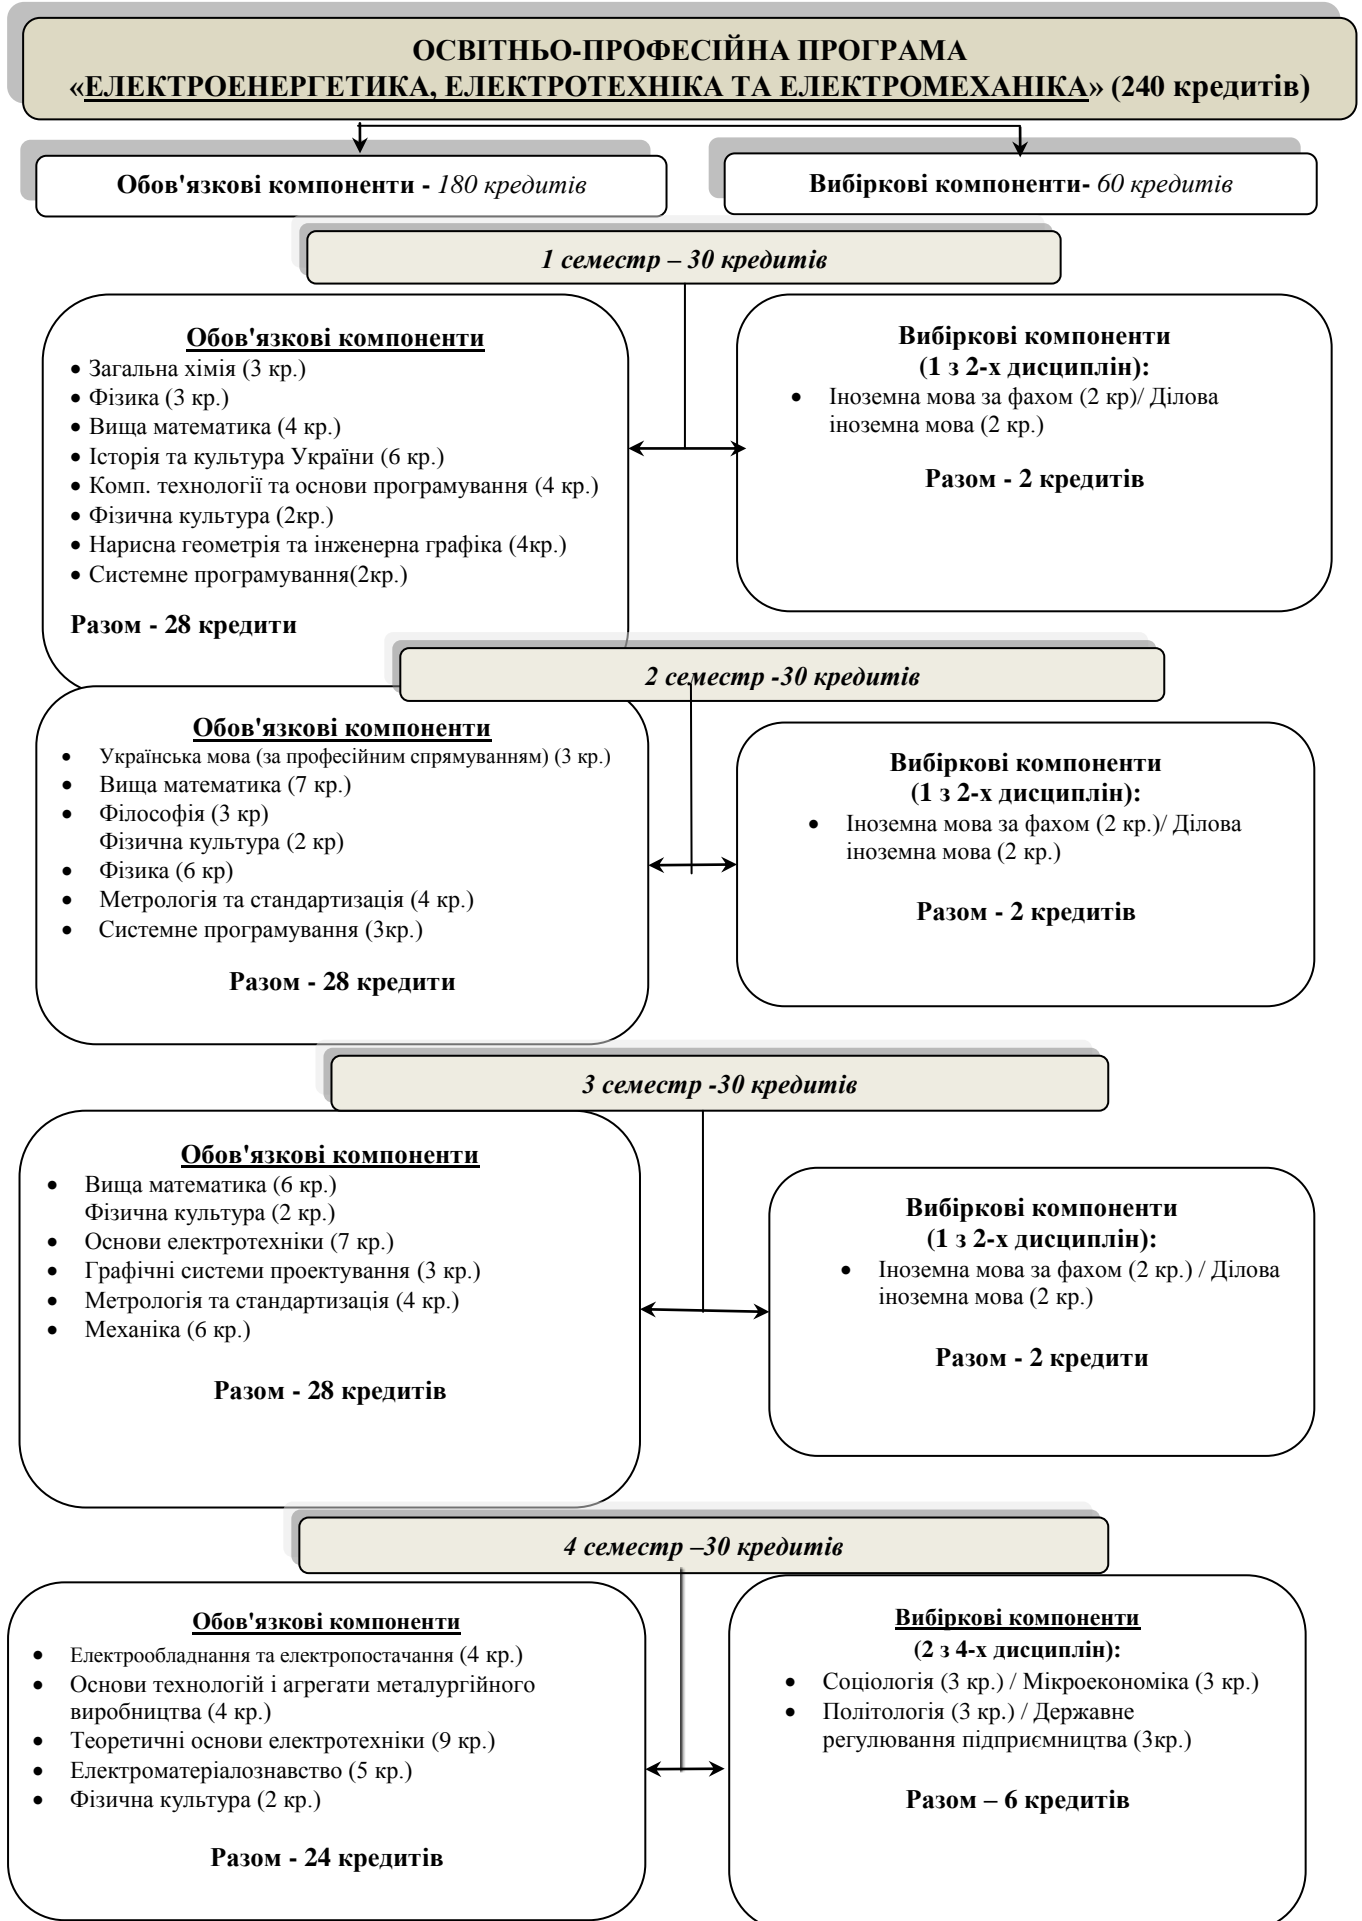 ОСВІТНЬО-ПРОФЕСІЙНА ПРОГРАМА
«ЕЛЕКТРОЕНЕРГЕТИКА, ЕЛЕКТРОТЕХНІКА ТА ЕЛЕКТРОМЕХАНІКА» (240 кредитів)
Обов'язкові компоненти - 180 кредитів
Вибіркові компоненти- 60 кредитів
1 семестр – 30 кредитів
Обов'язкові компоненти
• Загальна хімія (3 кр.)
• Фізика (3 кр.)
• Вища математика (4 кр.)
• Історія та культура України (6 кр.)
• Комп. технології та основи програмування (4 кр.)
• Фізична культура (2кр.)
• Нарисна геометрія та інженерна графіка (4кр.)
• Системне програмування(2кр.)
Разом - 28 кредити
Вибіркові компоненти
(1 з 2-х дисциплін):
• Іноземна мова за фахом (2 кр)/ Ділова
іноземна мова (2 кр.)
Разом - 2 кредитів
2 семестр -30 кредитів
Обов'язкові компоненти
• Українська мова (за професійним спрямуванням) (3 кр.)
• Вища математика (7 кр.)
• Філософія (3 кр)
Фізична культура (2 кр)
• Фізика (6 кр)
• Метрологія та стандартизація (4 кр.)
• Системне програмування (3кр.)
Разом - 28 кредити
Вибіркові компоненти
(1 з 2-х дисциплін):
• Іноземна мова за фахом (2 кр.)/ Ділова
іноземна мова (2 кр.)
Разом - 2 кредитів
3 семестр -30 кредитів
Обов'язкові компоненти
• Вища математика (6 кр.)
Фізична культура (2 кр.)
• Основи електротехніки (7 кр.)
• Графічні системи проектування (3 кр.)
• Метрологія та стандартизація (4 кр.)
• Механіка (6 кр.)
Разом - 28 кредитів
Вибіркові компоненти
(1 з 2-х дисциплін):
• Іноземна мова за фахом (2 кр.) / Ділова
іноземна мова (2 кр.)
Разом - 2 кредити
4 семестр –30 кредитів
Обов'язкові компоненти
• Електрообладнання та електропостачання (4 кр.)
• Основи технологій і агрегати металургійного
виробництва (4 кр.)
• Теоретичні основи електротехніки (9 кр.)
• Електроматеріалознавство (5 кр.)
• Фізична культура (2 кр.)
Разом - 24 кредитів
Вибіркові компоненти
(2 з 4-х дисциплін):
• Соціологія (3 кр.) / Мікроекономіка (3 кр.)
• Політологія (3 кр.) / Державне
регулювання підприємництва (3кр.)
Разом – 6 кредитів